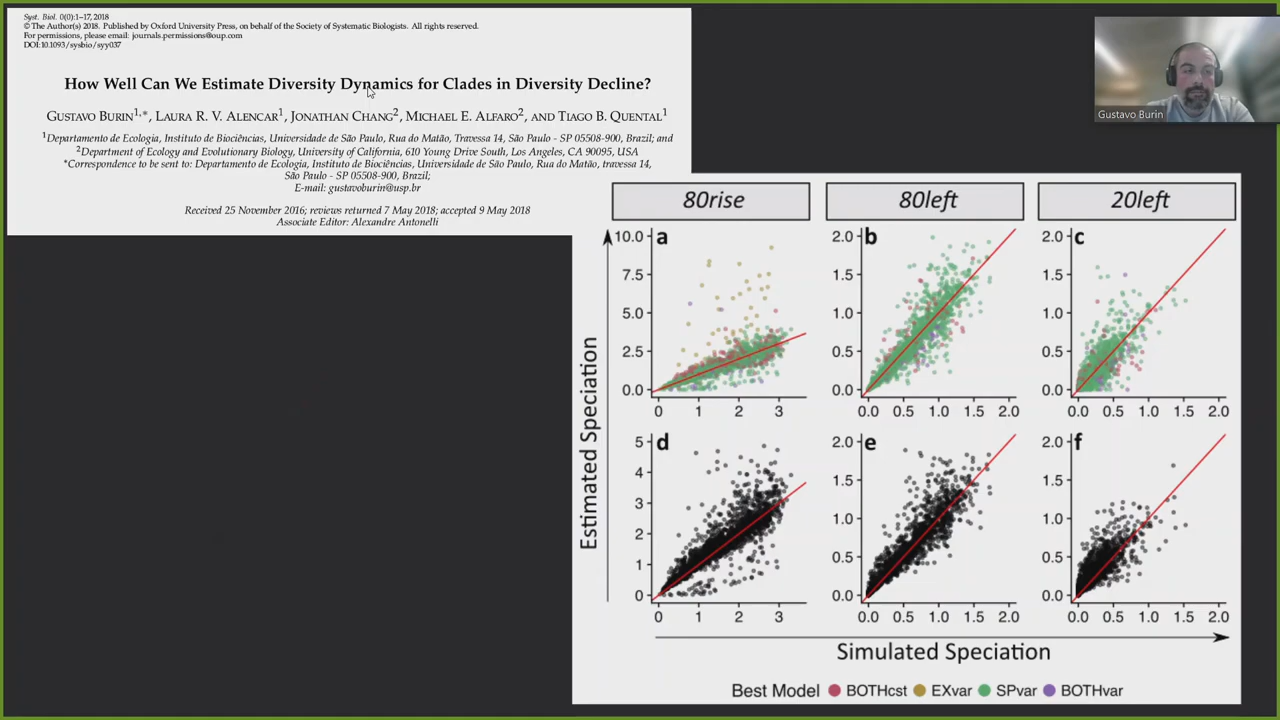 Syst. Biol. 0(0):1–17, 2018
© The Author(s) 2018. Published by Oxford University Press, on behalf of the Society of Systematic Biologists. All rights reserved.
For permissions, please email: journals.permissions@oup.com
DOI:10.1093/sysbio/syy037
How Well Can We Estimate Diversity Dynamics for Clades in Diversity Decline?
GUSTAVO BURIN1,*, LAURA R. V. ALENCAR1, JONATHAN CHANG2, MICHAEL E. ALFARO2, AND TIAGO B. QUENTAL1
1Departamento de Ecologia, Instituto de Biociências, Universidade de São Paulo, Rua do Matão, Travessa 14, São Paulo - SP 05508-900, Brazil; and
2Department of Ecology and Evolutionary Biology, University of California, 610 Young Drive South, Los Angeles, CA 90095, USA
*Correspondence to be sent to: Departamento de Ecologia, Instituto de Biociências, Universidade de São Paulo, Rua do Matão, travessa 14,
São Paulo - SP 05508-900, Brazil;
E-mail: gustavoburin@usp.br
Received 25 November 2016; reviews returned 7 May 2018; accepted 9 May 2018
Associate Editor: Alexandre Antonelli
Gustavo Burin
80rise 80left 20left
a
10.0
7.5
5.0
2.5
0.0
0 1 2 3
b
2.0
1.5
1.0
0.5
0.0
0.0 0.5 1.0 1.5 2.0
c
2.0
1.5
1.0
0.5
0.0
0.0 0.5 1.0 1.5 2.0
d
5
4
3
2
1
0
0 1 2 3
e
2.0
1.5
1.0
0.5
0.0
0.0 0.5 1.0 1.5 2.0
f
2.0
1.5
1.0
0.5
0.0
0.0 0.5 1.0 1.5 2.0
Estimated Speciation
Simulated Speciation
Best Model BOTHcst EXvar SPvar BOTHvar